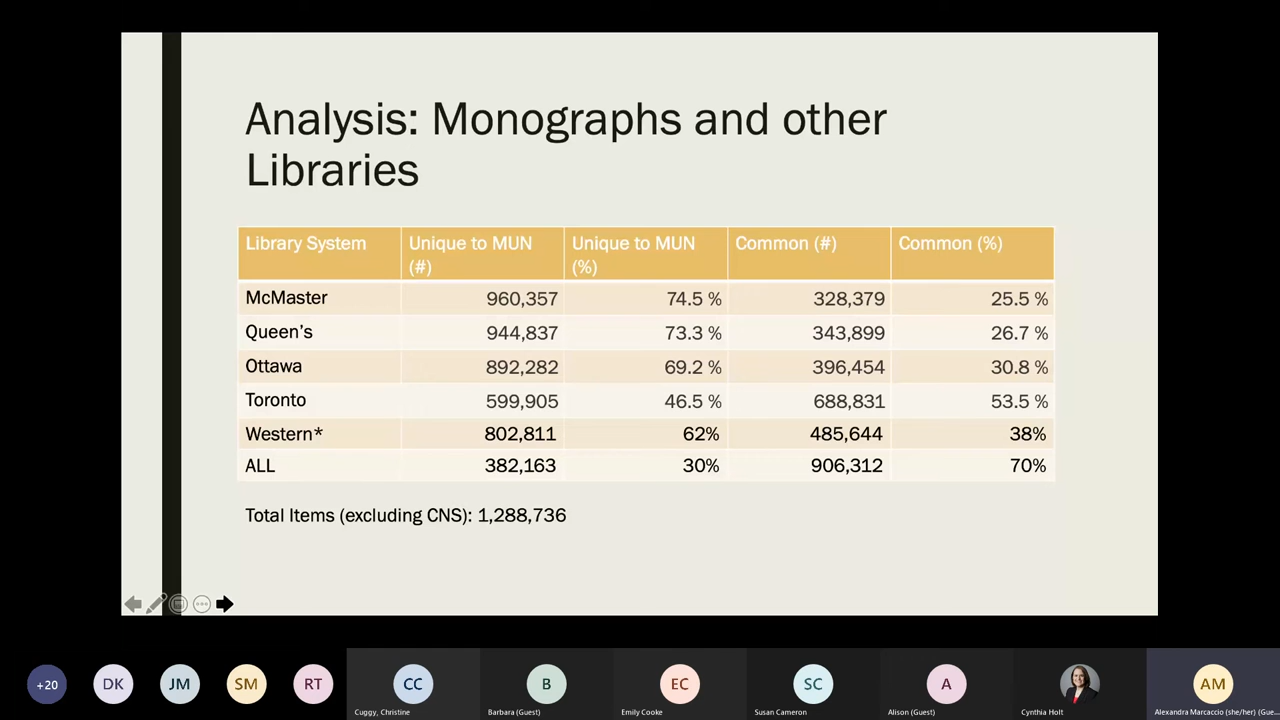 Analysis: Monographs and other
Libraries
Library System Unique to MUN (#) Unique to MUN (%) Common (#) Common (%)
McMaster 960,357 74.5 % 328,379 25.5 %
Queen’s 944,837 73.3 % 343,899 26.7 %
Ottawa 892,282 69.2 % 396,454 30.8 %
Toronto 599,905 46.5 % 688,831 53.5 %
Western* 802,811 62% 485,644 38%
ALL 382,163 30% 906,312 70%
Total Items (excluding CNS): 1,288,736
+20 DK JM SM RT CC B EC SC A AM
Cuggy, Christine Barbara (Guest) Emily Cooke Susan Cameron Alison (Guest) Cynthia Holt Alexandra Marcaccio (she/her) (Gue...